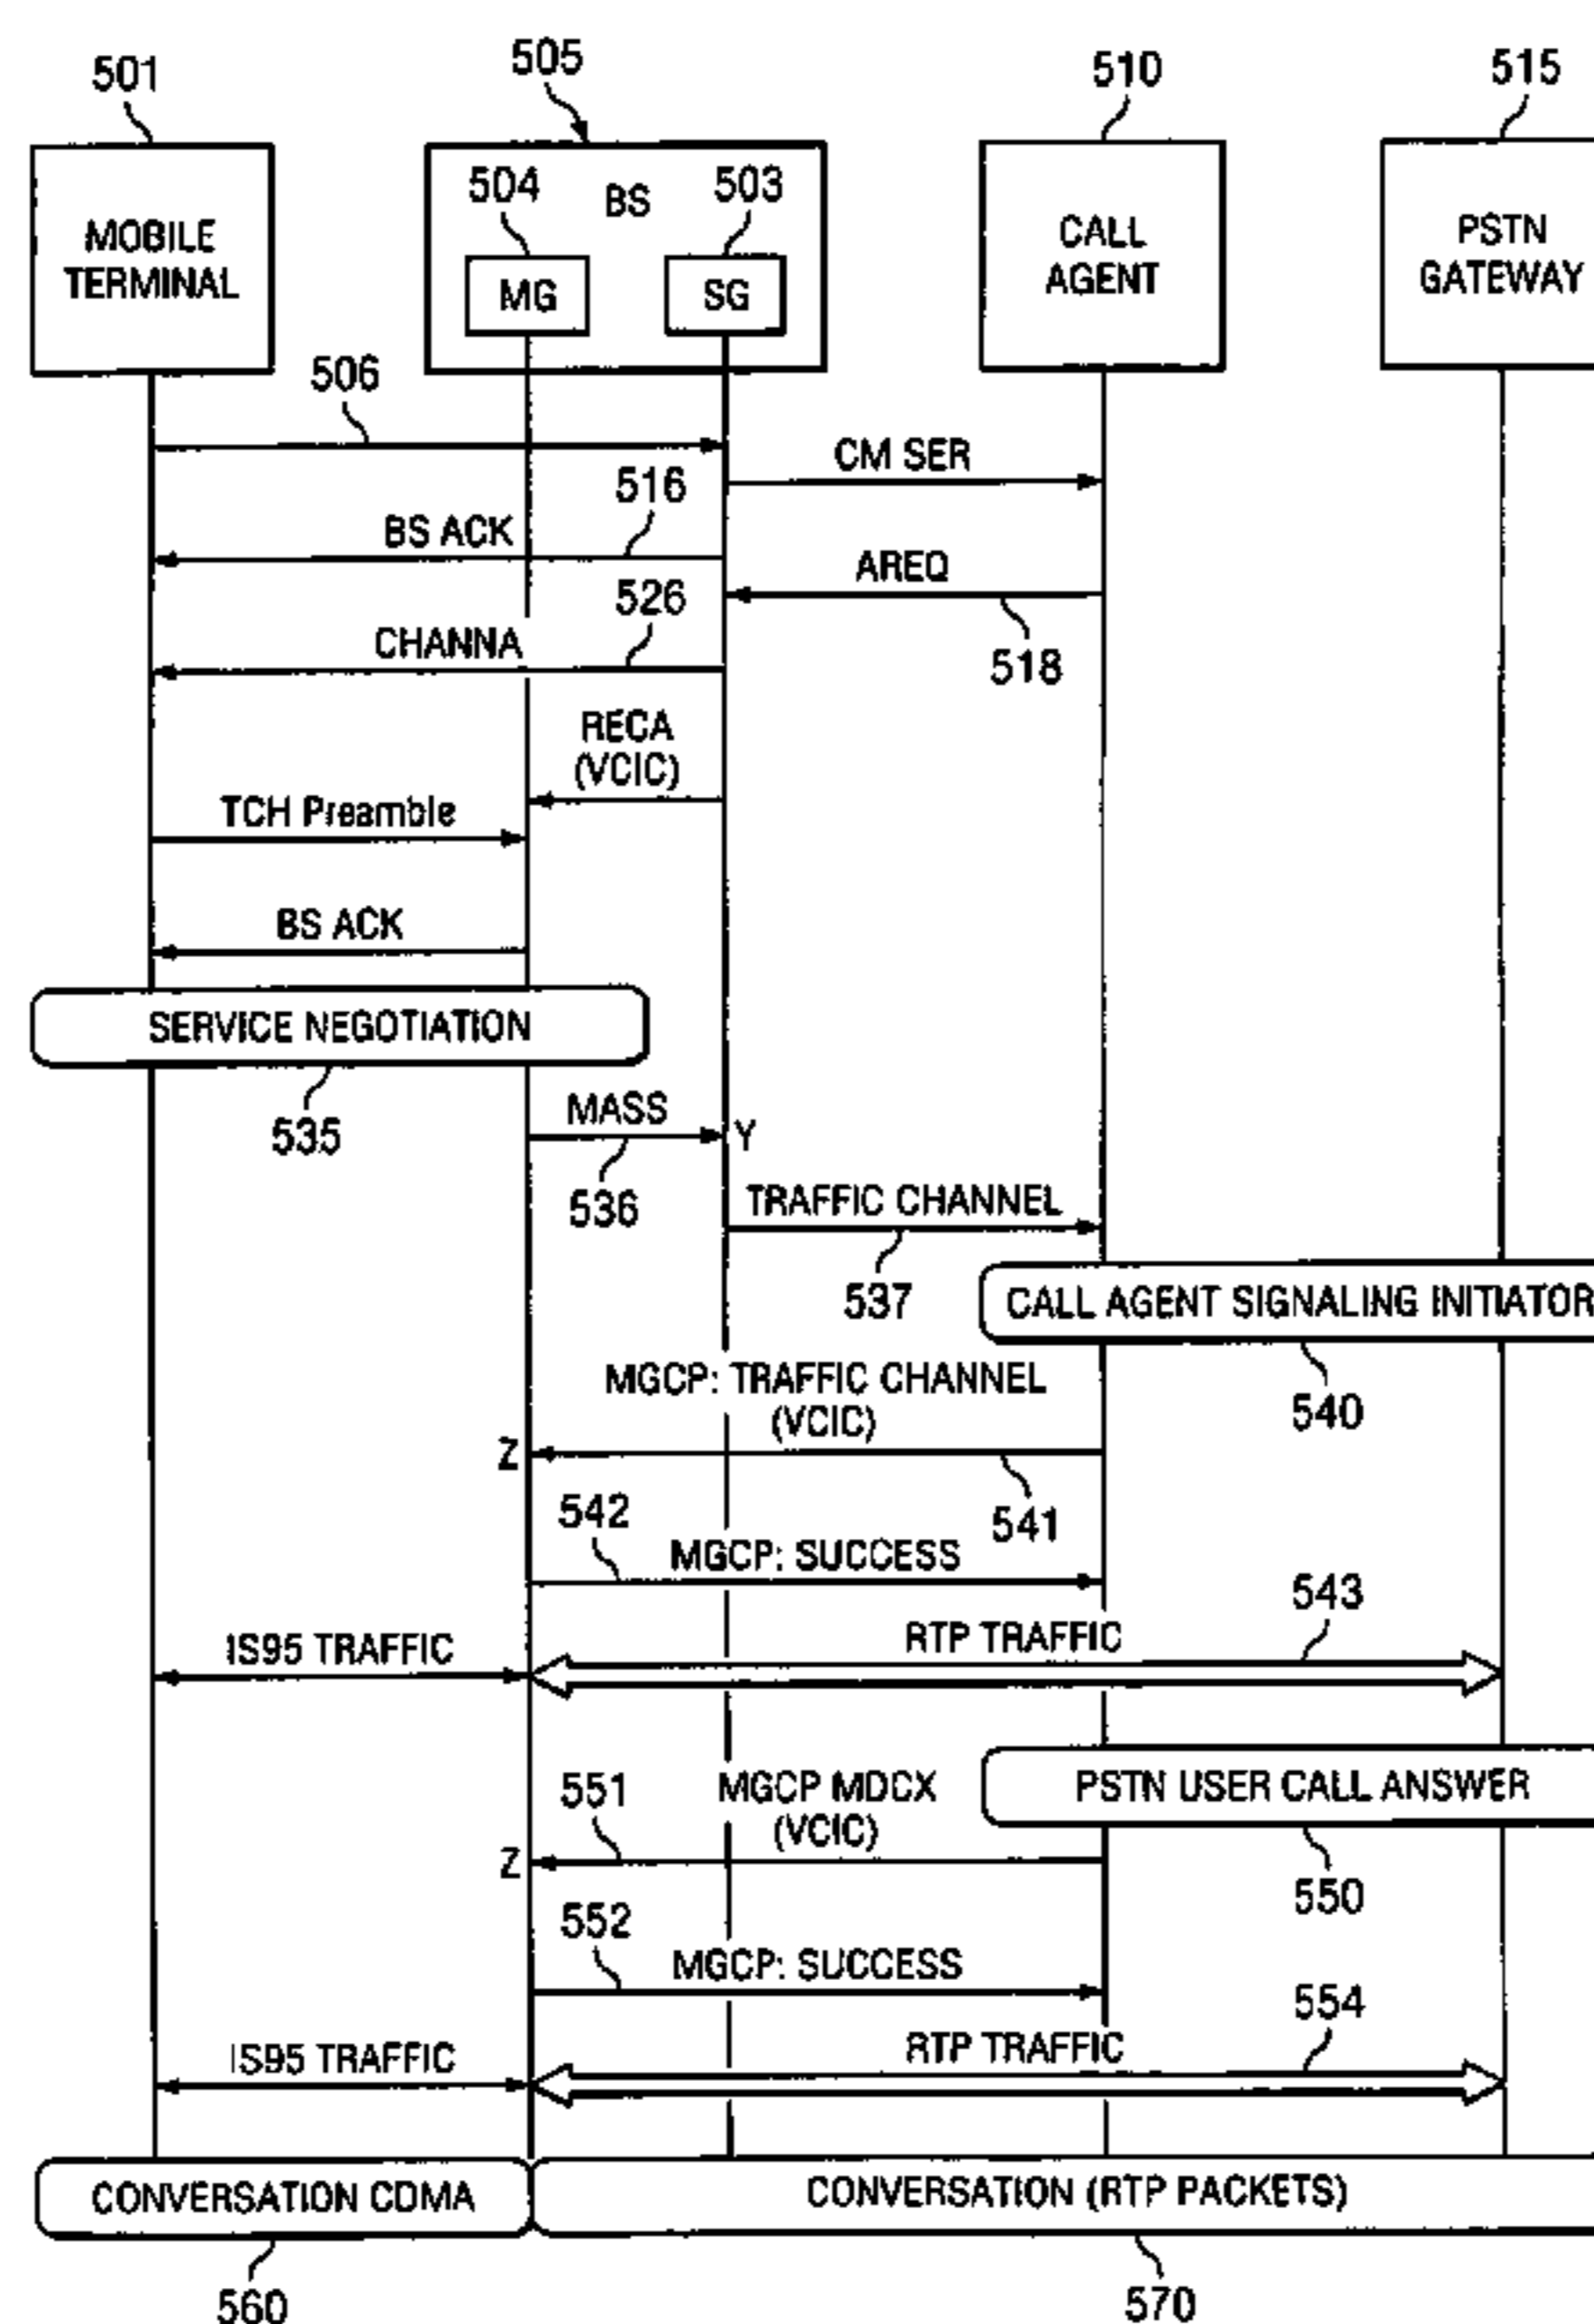 501
505
510
515
MOBILE
TERMINAL
504
BS
503
MG
SG
CALL
AGENT
PSTN
GATEWAY
506
CM SER
516
BS ACK
AREQ
526
518
CHANNA
RECA
(VCIC)
TCH Preamble
BS ACK
SERVICE NEGOTIATION
535
MASS
Y
536
TRAFFIC CHANNEL
537
CALL AGENT SIGNALING INITIATOR
540
MGCP: TRAFFIC CHANNEL
(VCIC)
Z
541
542
MGCP: SUCCESS
543
IS95 TRAFFIC
RTP TRAFFIC
PSTN USER CALL ANSWER
550
551
MGCP MDCX
(VCIC)
Z
552
MGCP: SUCCESS
554
IS95 TRAFFIC
RTP TRAFFIC
CONVERSATION CDMA
CONVERSATION (RTP PACKETS)
560
570